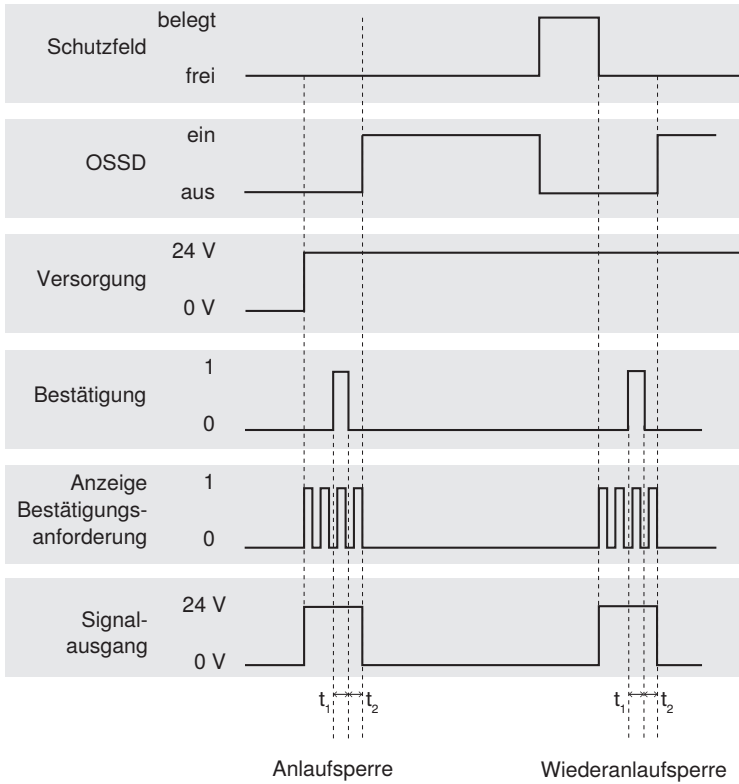 belegt
Schutzfeld
frei
ein
OSSD
aus
24 V
Versorgung
0 V
1
Bestätigung
0
Anzeige
Bestätigungs-
anforderung
1
0
24 V
Signal-
ausgang
0 V
t1 t2 t1 t2
Anlaufsperre Wiederanlaufsperre